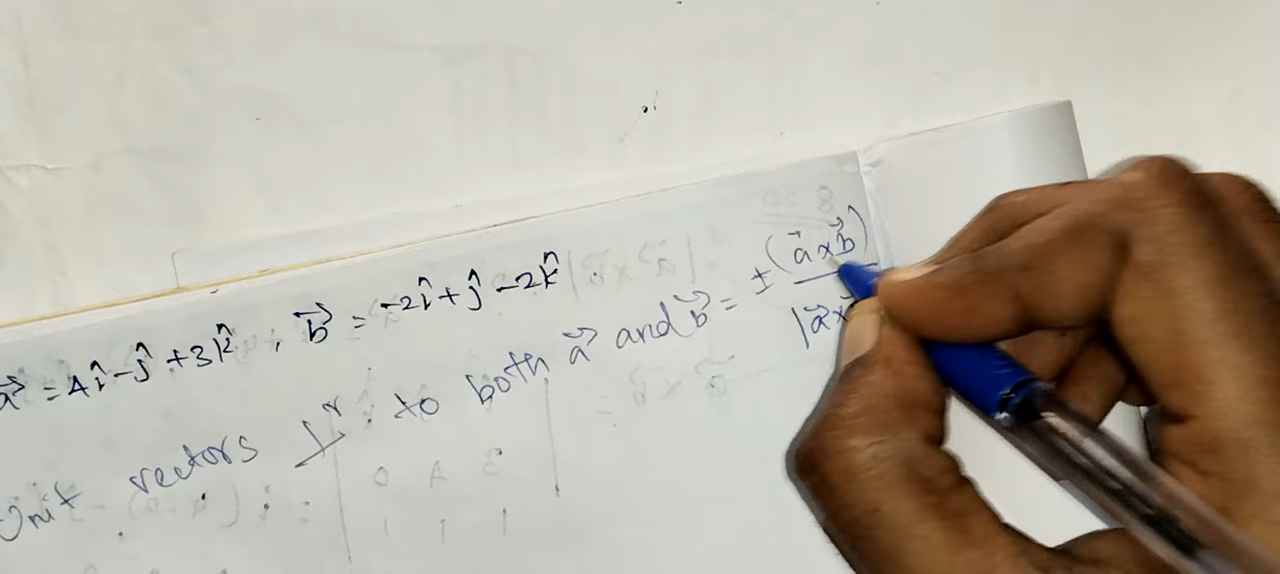 a⃗ = 4î - ĵ + 3k̂ , b⃗ = -2î + ĵ - 2k̂ .
Unit vectors ⊥r to both a⃗ and b⃗ = ± (a⃗ × b⃗) / |a⃗ ×